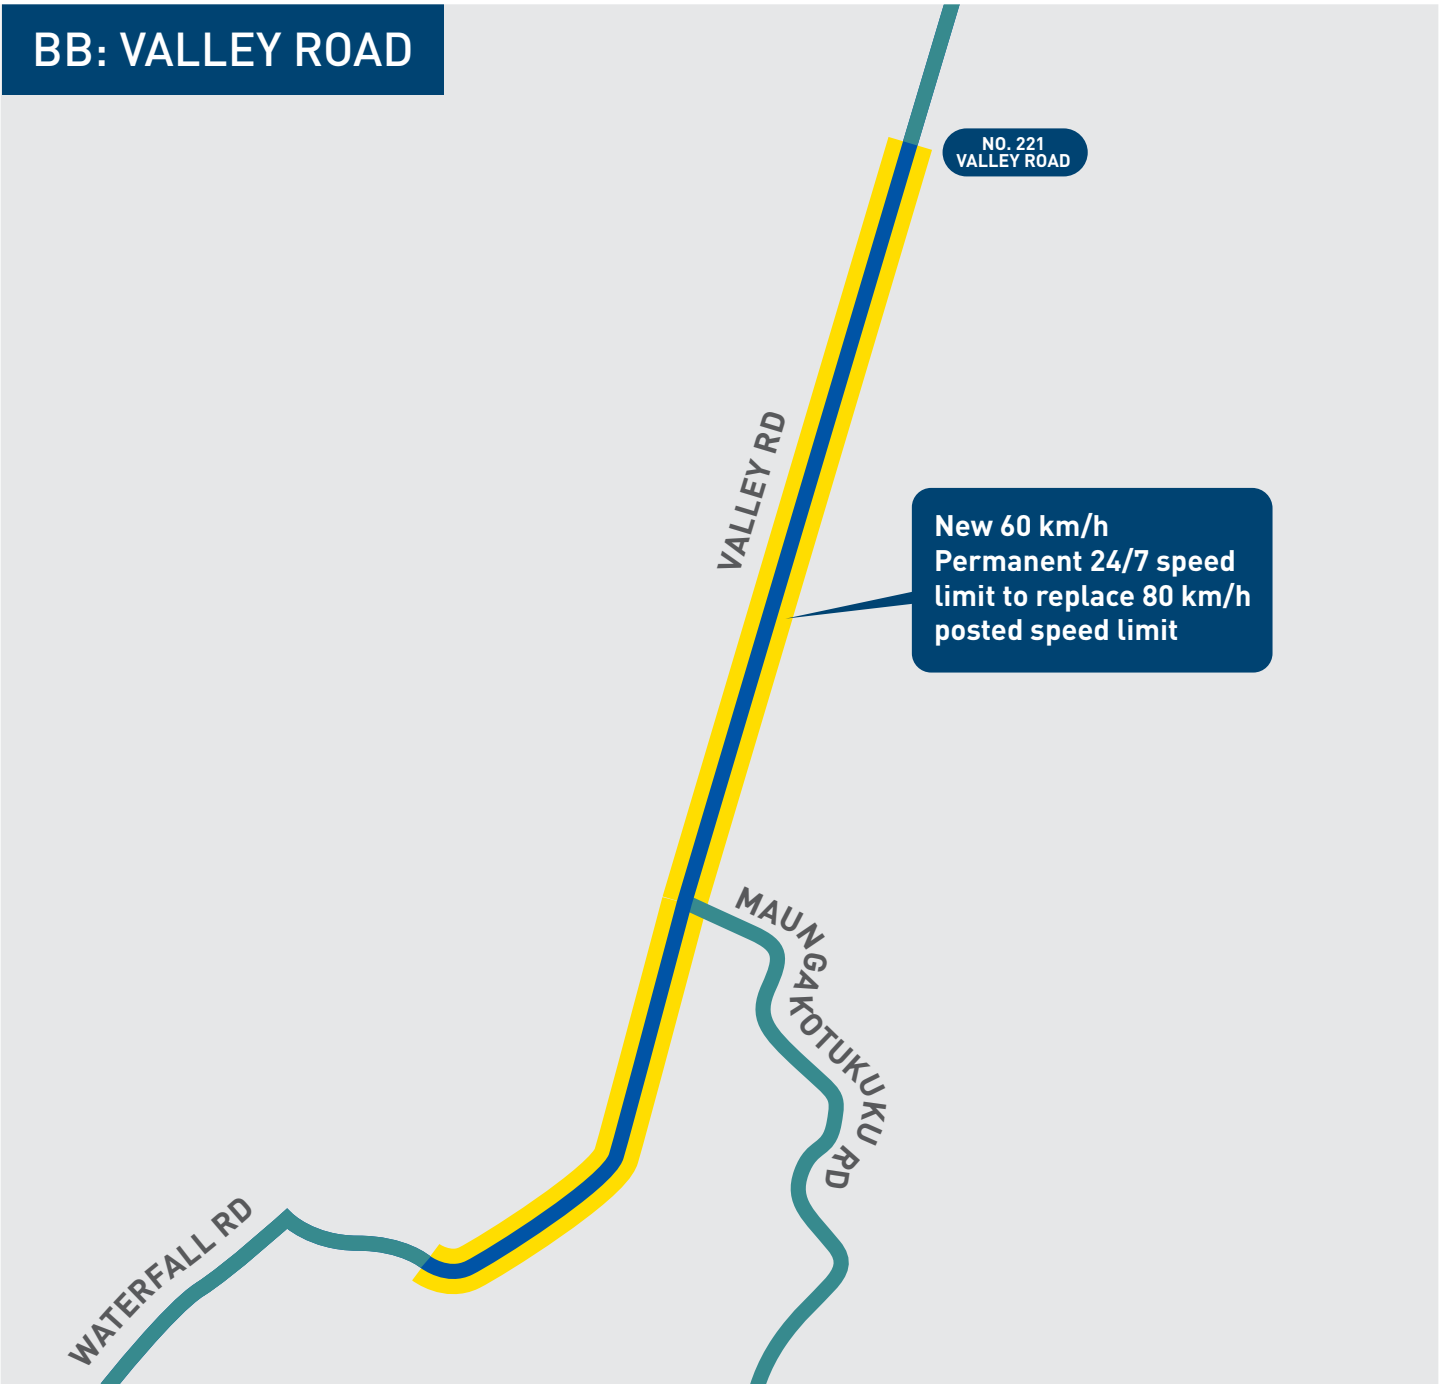 BB: VALLEY ROAD
NO. 221
VALLEY ROAD
VALLEY RD
New 60 km/h
Permanent 24/7 speed
limit to replace 80 km/h
posted speed limit
MAUNGAKOTUKUKU RD
WATERFALL RD